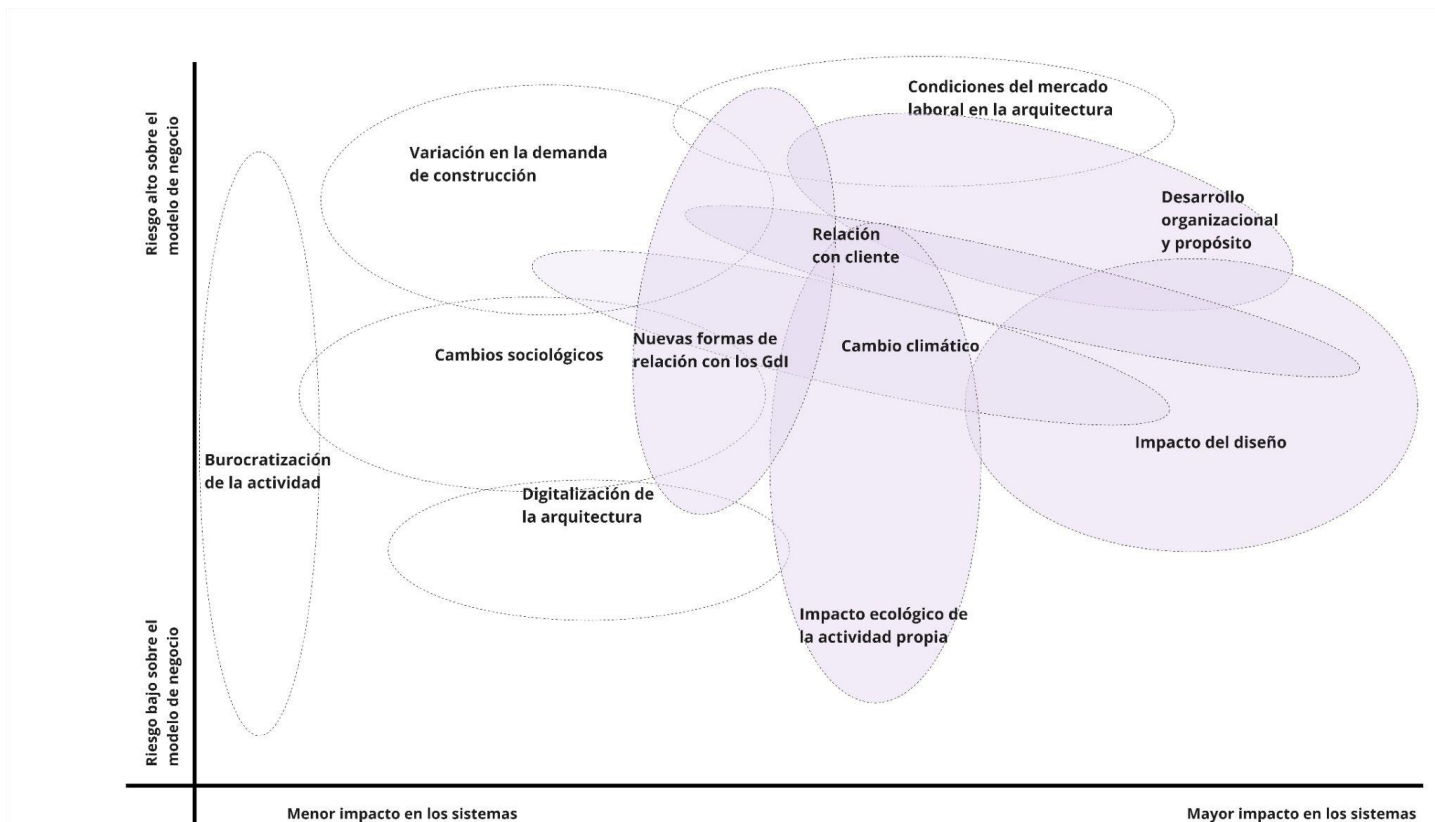 Riesgo alto sobre el
modelo de negocio
Condiciones del mercado
laboral en la arquitectura
Variación en la demanda
de construcción
Desarrollo
organizacional
y propósito
Relación
con cliente
Nuevas formas de
relación con los GdI
Cambio climático
Cambios sociológicos
Impacto del diseño
Burocratización
de la actividad
Digitalización de
la arquitectura
Impacto ecológico de
la actividad propia
Riesgo bajo sobre el
modelo de negocio
Menor impacto en los sistemas
Mayor impacto en los sistemas